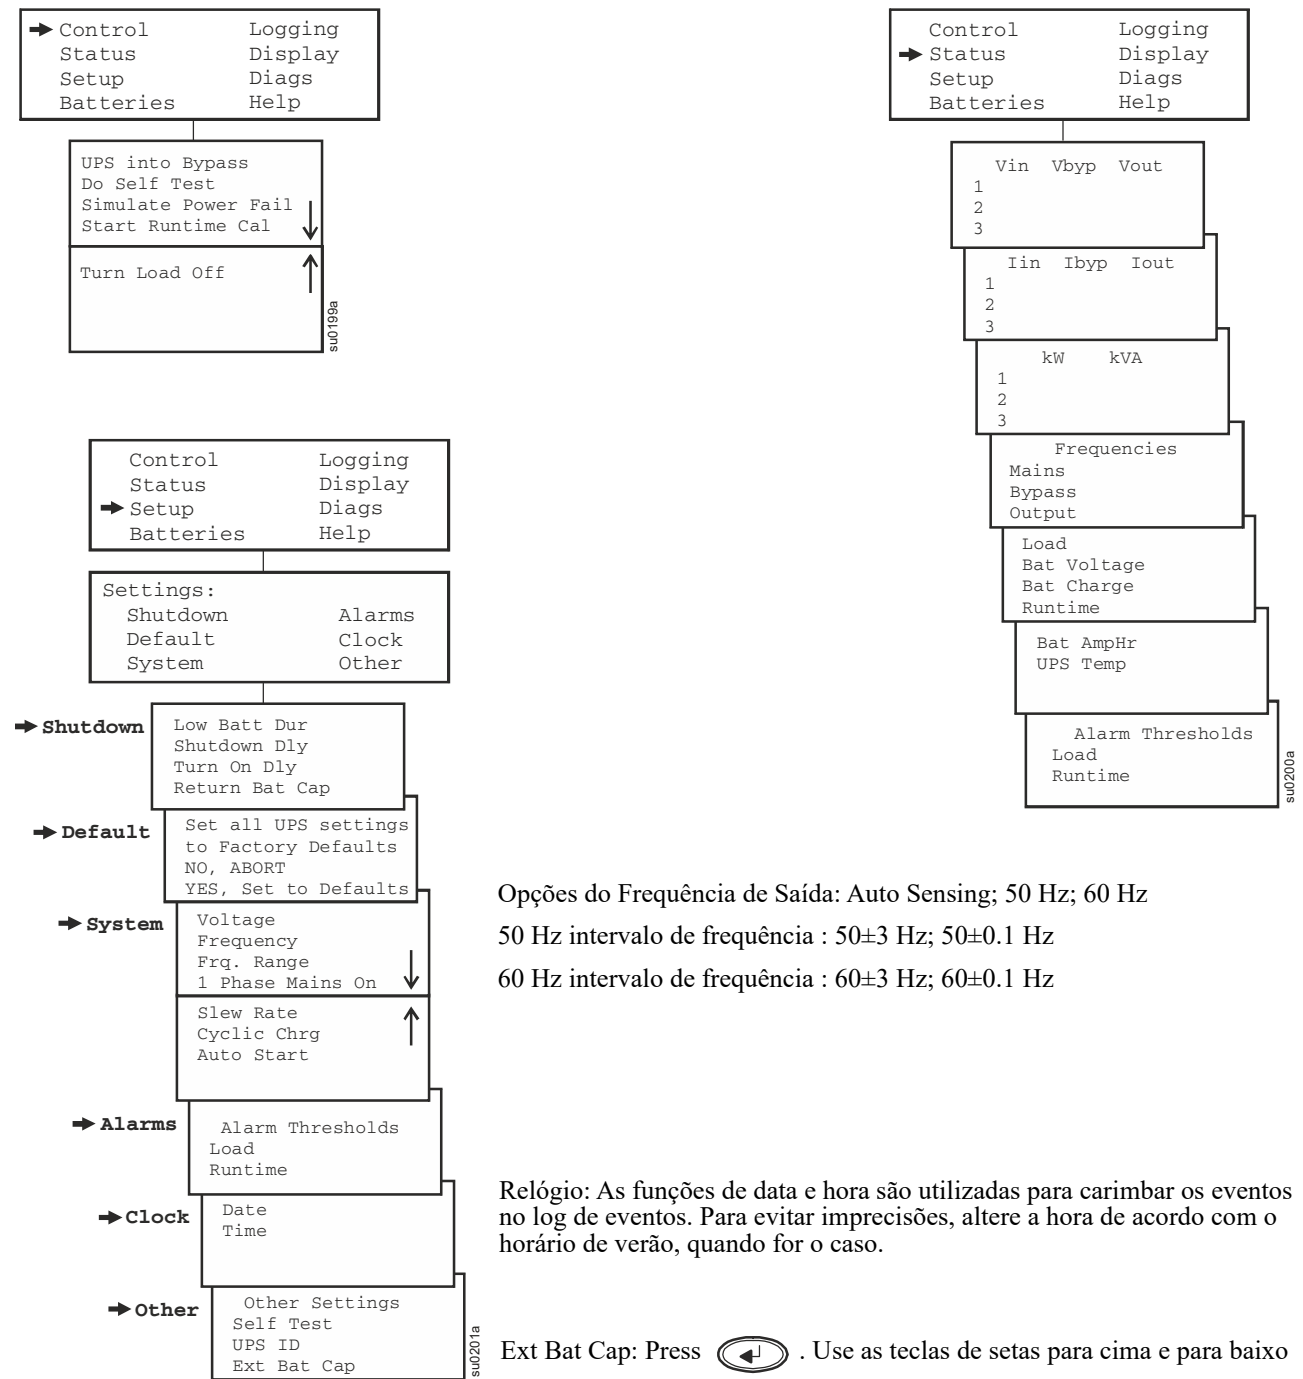 Control Logging
Status Display
Setup Diags
Batteries Help
UPS into Bypass
Do Self Test
Simulate Power Fail
Start Runtime Cal
Turn Load Off
su0199a
Control Logging
Status Display
Setup Diags
Batteries Help
Vin Vbyp Vout
1
2
3
Iin Ibyp Iout
1
2
3
kW kVA
1
2
3
Frequencies
Mains
Bypass
Output
Load
Bat Voltage
Bat Charge
Runtime
Bat AmpHr
UPS Temp
Alarm Thresholds
Load
Runtime
su0200a
Control Logging
Status Display
Setup Diags
Batteries Help
Settings:
Shutdown Alarms
Default Clock
System Other
Shutdown
Low Batt Dur
Shutdown Dly
Turn On Dly
Return Bat Cap
Default
Set all UPS settings
to Factory Defaults
NO, ABORT
YES, Set to Defaults
System
Voltage
Frequency
Frq. Range
1 Phase Mains On
Slew Rate
Cyclic Chrg
Auto Start
Opções do Frequência de Saída: Auto Sensing; 50 Hz; 60 Hz
50 Hz intervalo de frequência : 50±3 Hz; 50±0.1 Hz
60 Hz intervalo de frequência : 60±3 Hz; 60±0.1 Hz
Alarms
Alarm Thresholds
Load
Runtime
Clock
Date
Time
Relógio: As funções de data e hora são utilizadas para carimbar os eventos
no log de eventos. Para evitar imprecisões, altere a hora de acordo com o
horário de verão, quando for o caso.
Other
Other Settings
Self Test
UPS ID
Ext Bat Cap
su0201a
Ext Bat Cap: Press . Use as teclas de setas para cima e para baixo